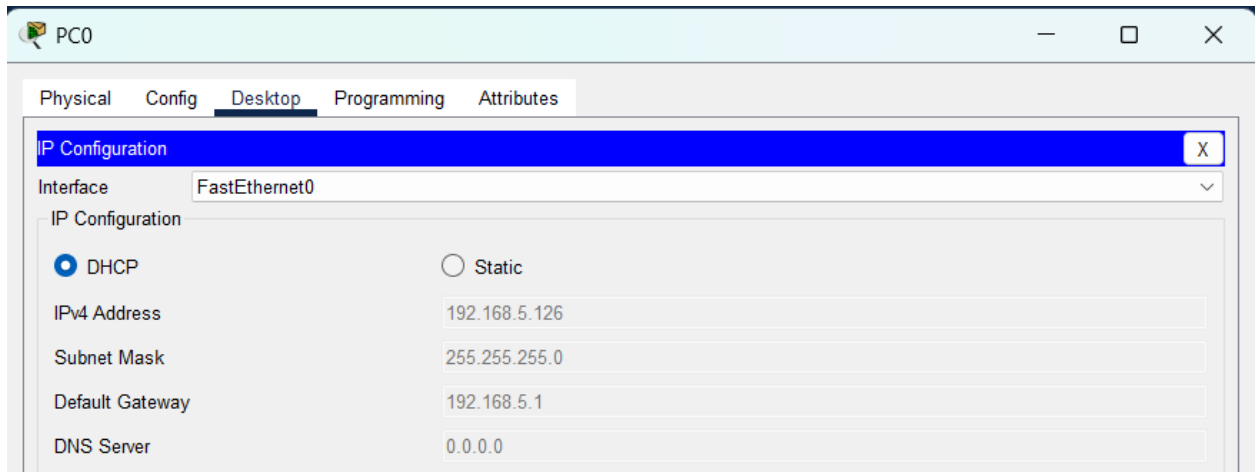 PC0
Physical Config Desktop Programming Attributes
IP Configuration X
Interface FastEthernet0
IP Configuration
DHCP Static
IPv4 Address 192.168.5.126
Subnet Mask 255.255.255.0
Default Gateway 192.168.5.1
DNS Server 0.0.0.0